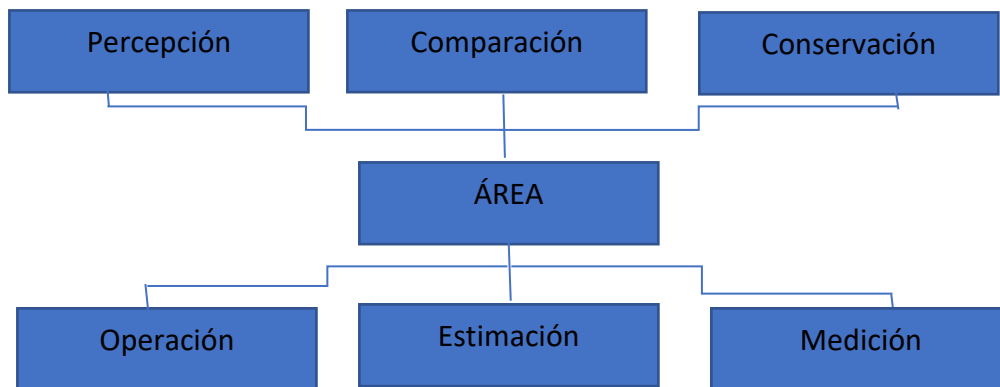 Percepción
Comparación
Conservación
ÁREA
Operación
Estimación
Medición